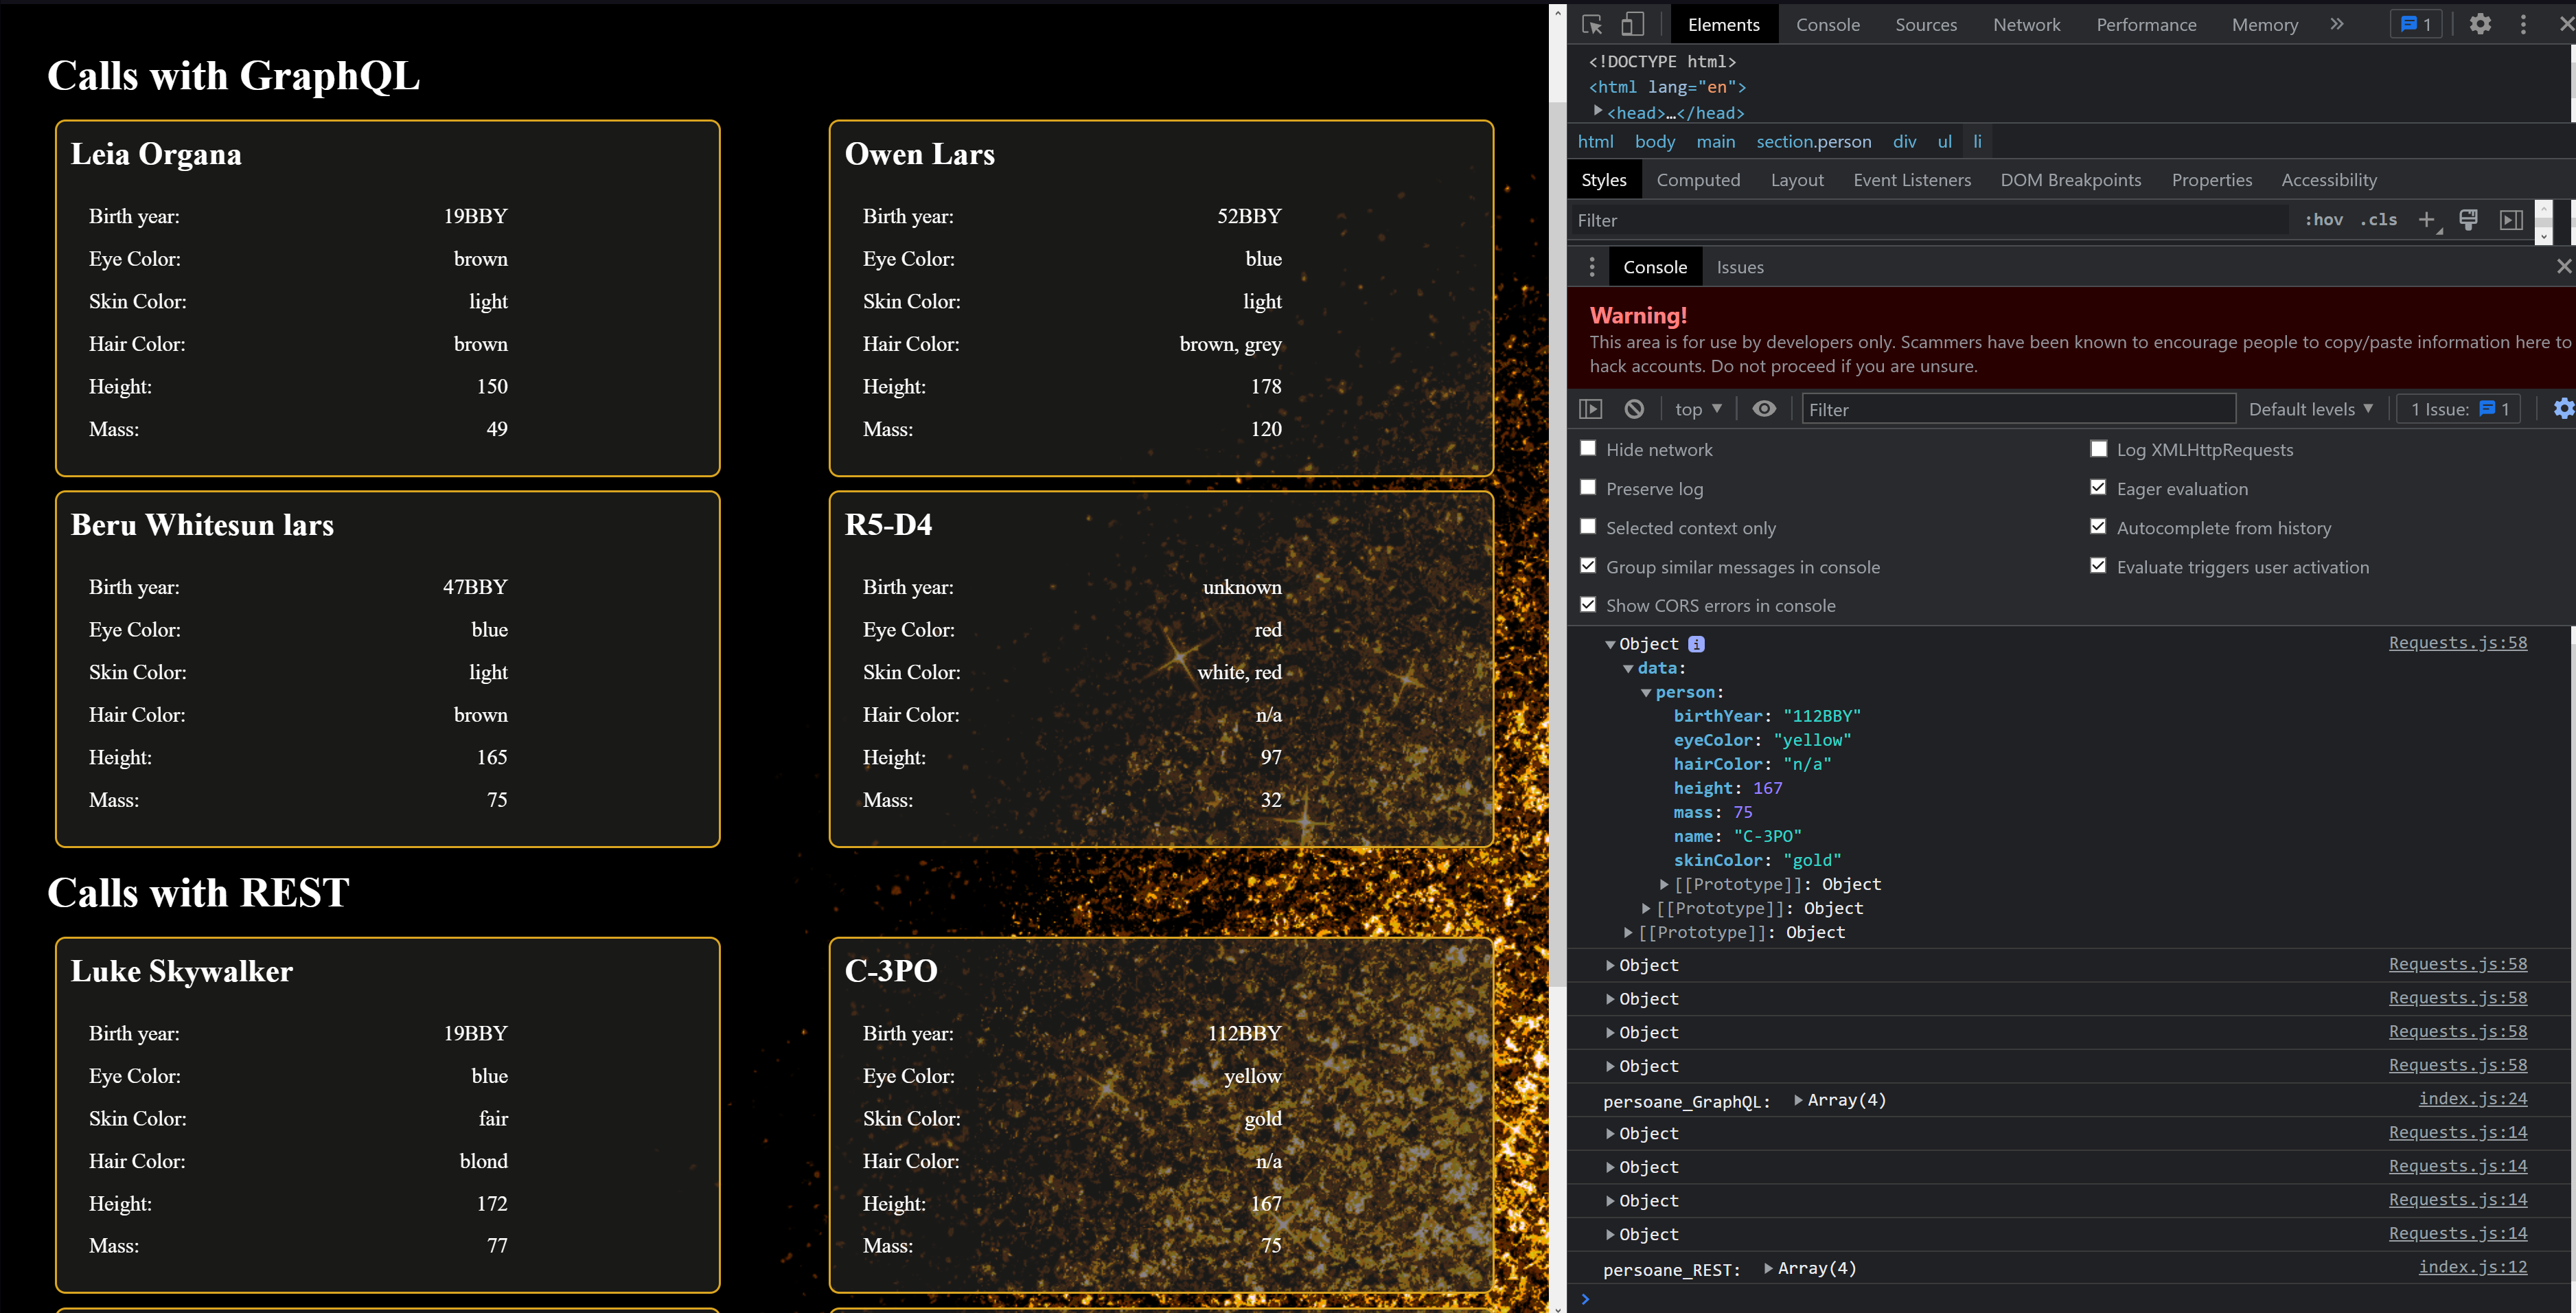 Calls with GraphQL
Leia Organa
Birth year: 19BBY
Eye Color: brown
Skin Color: light
Hair Color: brown
Height: 150
Mass: 49
Owen Lars
Birth year: 52BBY
Eye Color: blue
Skin Color: light
Hair Color: brown, grey
Height: 178
Mass: 120
Beru Whitesun lars
Birth year: 47BBY
Eye Color: blue
Skin Color: light
Hair Color: brown
Height: 165
Mass: 75
R5-D4
Birth year: unknown
Eye Color: red
Skin Color: white, red
Hair Color: n/a
Height: 97
Mass: 32
Calls with REST
Luke Skywalker
Birth year: 19BBY
Eye Color: blue
Skin Color: fair
Hair Color: blond
Height: 172
Mass: 77
C-3PO
Birth year: 112BBY
Eye Color: yellow
Skin Color: gold
Hair Color: n/a
Height: 167
Mass: 75
Elements Console Sources Network Performance Memory 1
<!DOCTYPE html>
<html lang="en">
<head>…</head>
html body main section.person div ul li
Styles Computed Layout Event Listeners DOM Breakpoints Properties Accessibility
Filter :hov .cls
Console Issues
Warning!
This area is for use by developers only. Scammers have been known to encourage people to copy/paste information here to
hack accounts. Do not proceed if you are unsure.
top Filter Default levels 1 Issue: 1
Hide network Log XMLHttpRequests
Preserve log Eager evaluation
Selected context only Autocomplete from history
Group similar messages in console Evaluate triggers user activation
Show CORS errors in console
Object i Requests.js:58
data:
person:
birthYear: "112BBY"
eyeColor: "yellow"
hairColor: "n/a"
height: 167
mass: 75
name: "C-3PO"
skinColor: "gold"
[[Prototype]]: Object
[[Prototype]]: Object
[[Prototype]]: Object
Object Requests.js:58
Object Requests.js:58
Object Requests.js:58
Object Requests.js:58
persoane_GraphQL: Array(4) index.js:24
Object Requests.js:14
Object Requests.js:14
Object Requests.js:14
Object Requests.js:14
persoane_REST: Array(4) index.js:12